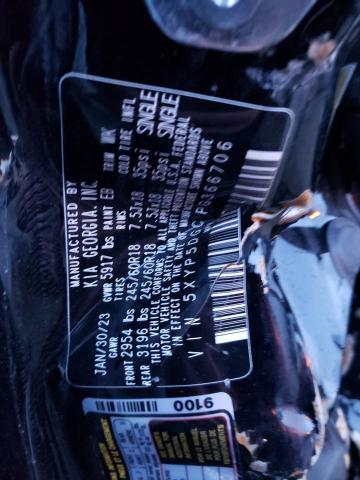 MANUFACTURED BY
KIA GEORGIA, INC.
JAN/30/23 GVWR 5917 lbs PAINT EB TRIM WK
GAWR TIRES RIMS COLD TIRE INFL
FRONT 2954 lbs 245/60R18 7.5Jx18 35psi SINGLE
REAR 3196 lbs 245/60R18 7.5Jx18 35psi SINGLE
THIS VEHICLE CONFORMS TO ALL APPLICABLE U.S.A. FEDERAL
MOTOR VEHICLE SAFETY AND THEFT PREVENTION STANDARDS
IN EFFECT ON THE DATE OF MANUFACTURE SHOWN ABOVE
VIN 5XYP5DGC PG366706
9100